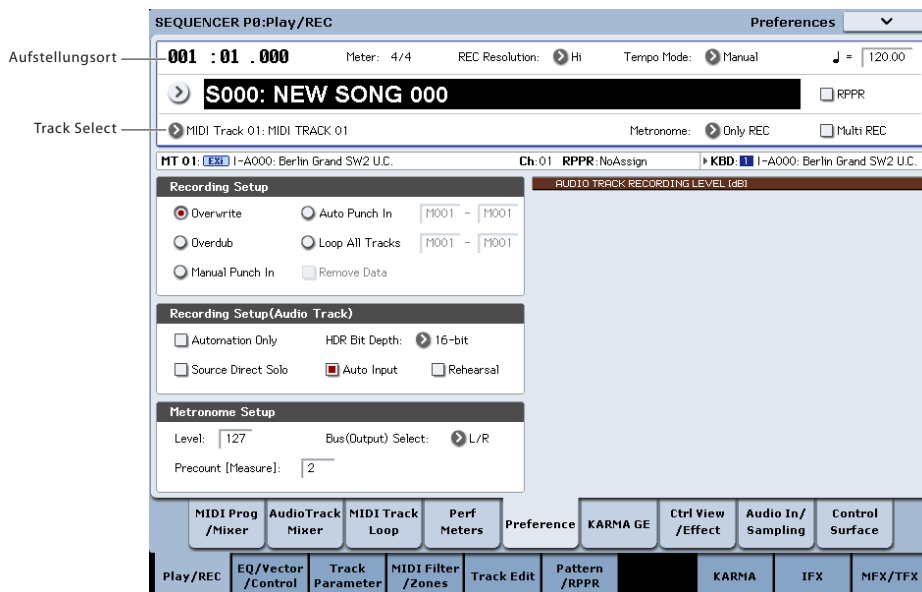 SEQUENCER P0:Play/REC Preferences
Aufstellungsort 001 :01 .000 Meter: 4/4 REC Resolution: Hi Tempo Mode: Manual ♩ = 120.00
S000: NEW SONG 000 RPPR
Track Select MIDI Track 01: MIDI TRACK 01 Metronome: Only REC Multi REC
MT 01: EXi I-A000: Berlin Grand SW2 U.C. Ch:01 RPPR:NoAssign KBD: 1 I-A000: Berlin Grand SW2 U.C.
Recording Setup
Overwrite Auto Punch In M001 - M001
Overdub Loop All Tracks M001 - M001
Manual Punch In Remove Data
AUDIO TRACK RECORDING LEVEL [dB]
Recording Setup(Audio Track)
Automation Only HDR Bit Depth: 16-bit
Source Direct Solo Auto Input Rehearsal
Metronome Setup
Level: 127 Bus(Output) Select: L/R
Precount [Measure]: 2
MIDI Prog /Mixer AudioTrack Mixer MIDI Track Loop Perf Meters Preference KARMA GE Ctrl View /Effect Audio In/ Sampling Control Surface
Play/REC EQ/Vector /Control Track Parameter MIDI Filter /Zones Track Edit Pattern /RPPR KARMA IFX MFX/TFX